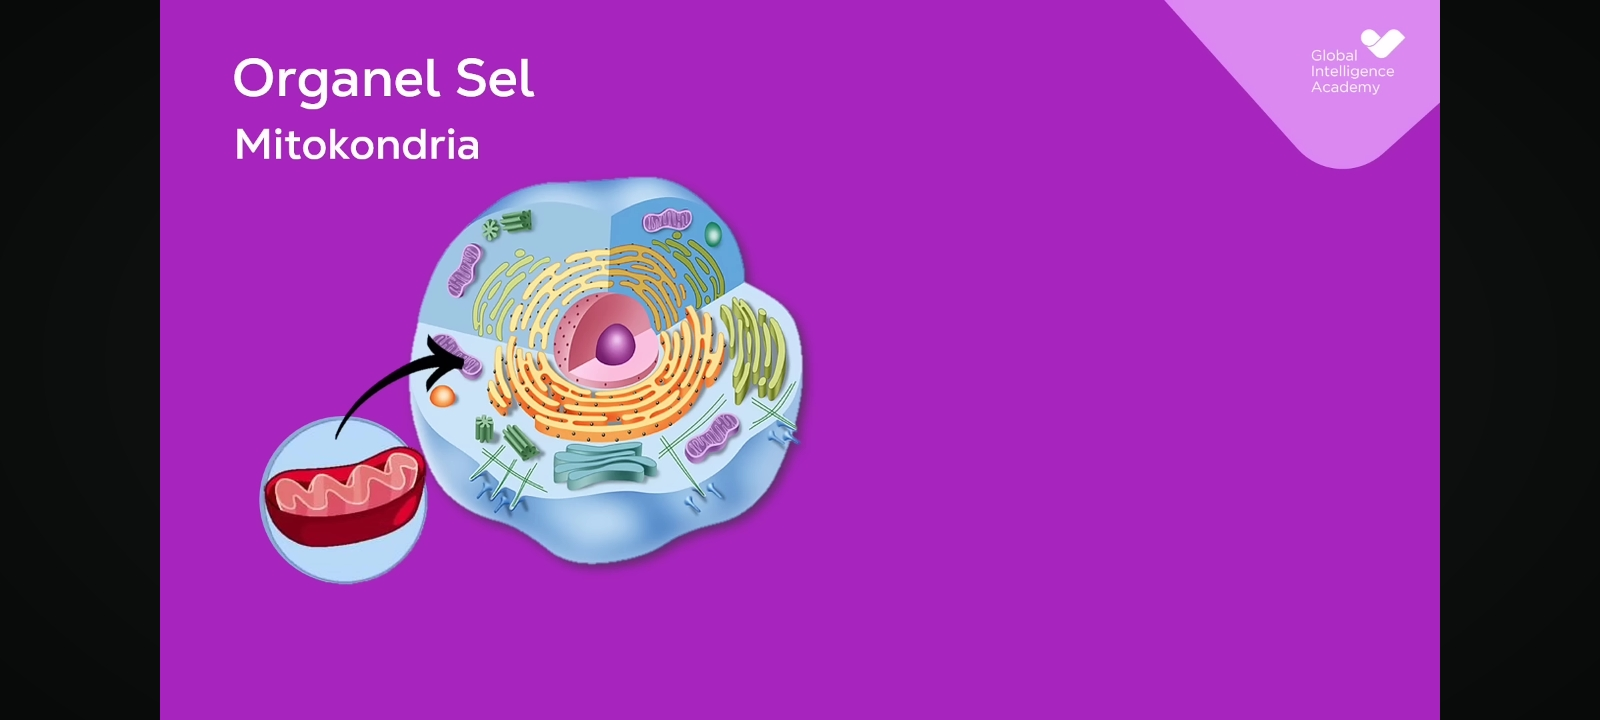 Organel Sel
Mitokondria
Global
Intelligence
Academy